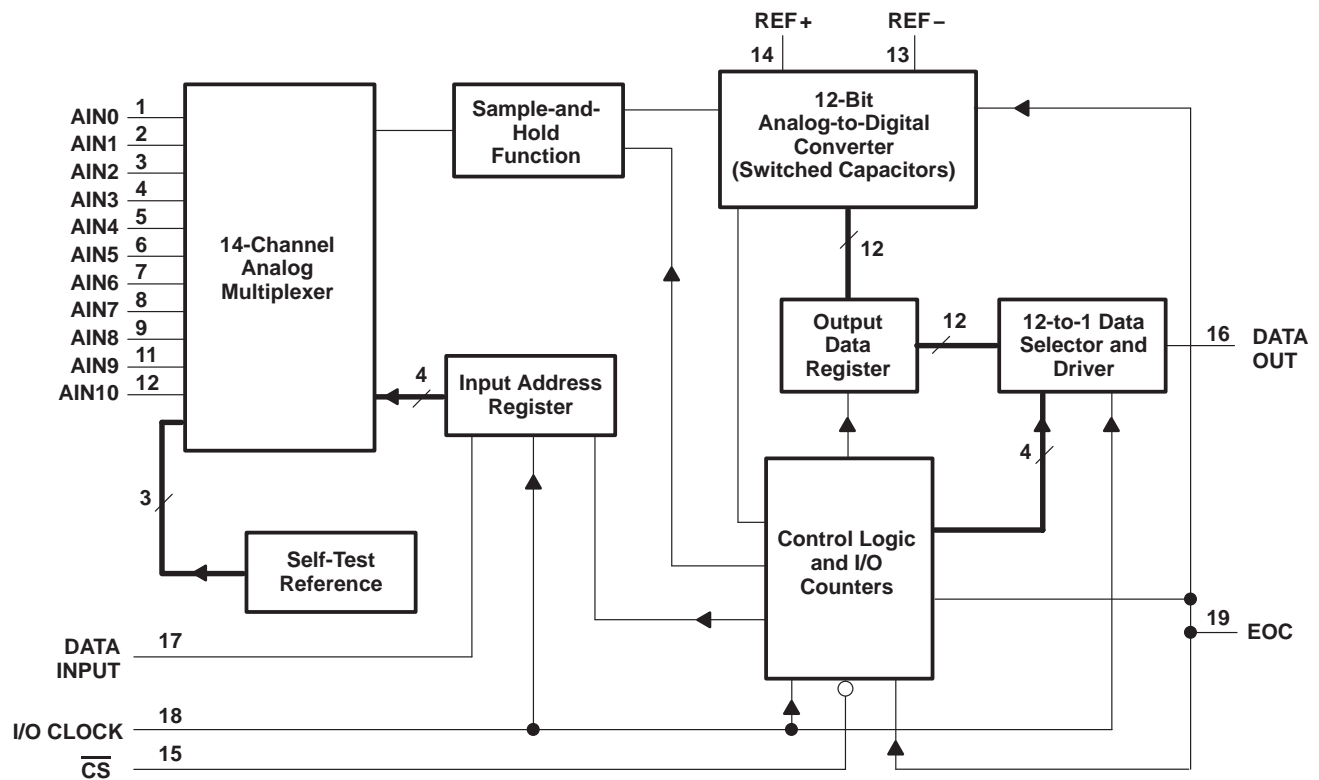 REF+
REF–
14
13
12-Bit
Analog-to-Digital
Converter
(Switched Capacitors)
Sample-and-
Hold
Function
14-Channel
Analog
Multiplexer
AIN0
1
AIN1
2
AIN2
3
AIN3
4
AIN4
5
AIN5
6
AIN6
7
AIN7
8
AIN8
9
AIN9
11
AIN10
12
12
Output
Data
Register
12
12-to-1 Data
Selector and
Driver
16
DATA
OUT
4
Input Address
Register
4
3
Self-Test
Reference
Control Logic
and I/O
Counters
19
EOC
DATA
INPUT
17
I/O CLOCK
18
CS
15